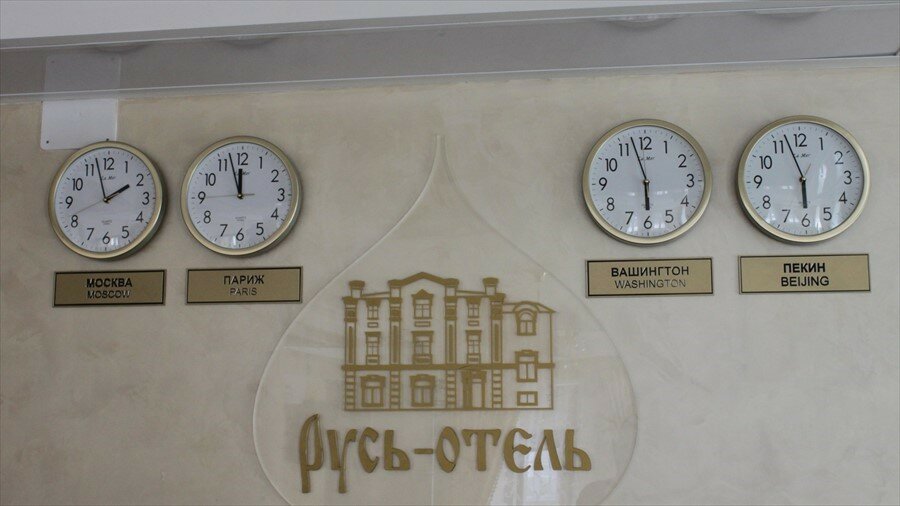 МОСКВА
MOSCOW
ПАРИЖ
PARIS
ВАШИНГТОН
WASHINGTON
ПЕКИН
BEIJING
Русь-отель